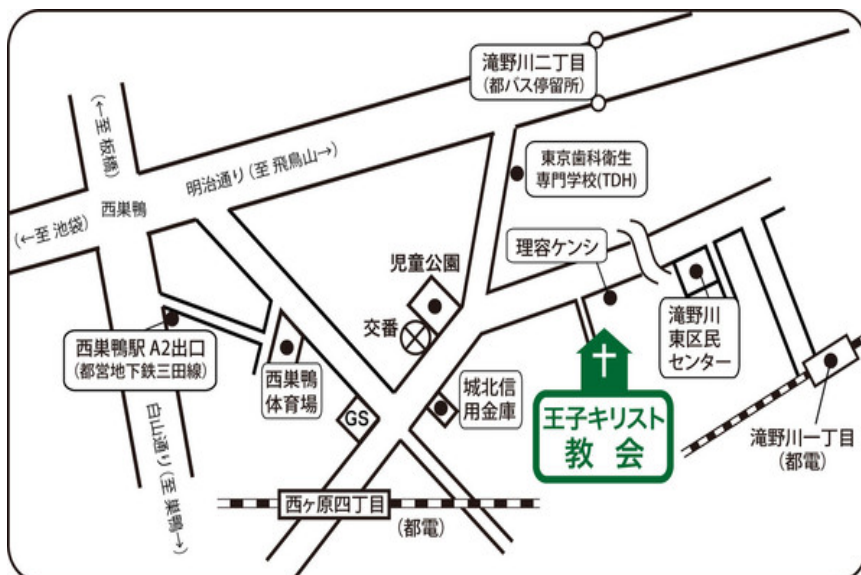 滝野川二丁目
(都バス停留所)
(←至 板橋)
明治通り (至 飛鳥山→)
東京歯科衛生
専門学校(TDH)
西巣鴨
(←至 池袋)
理容ケンシ
児童公園
交番
滝野川
東区民
センター
西巣鴨駅 A2出口
(都営地下鉄三田線)
西巣鴨
体育場
城北信
用金庫
GS
王子キリスト
教会
滝野川一丁目
(都電)
白山通り (至 巣鴨→)
西ヶ原四丁目
(都電)